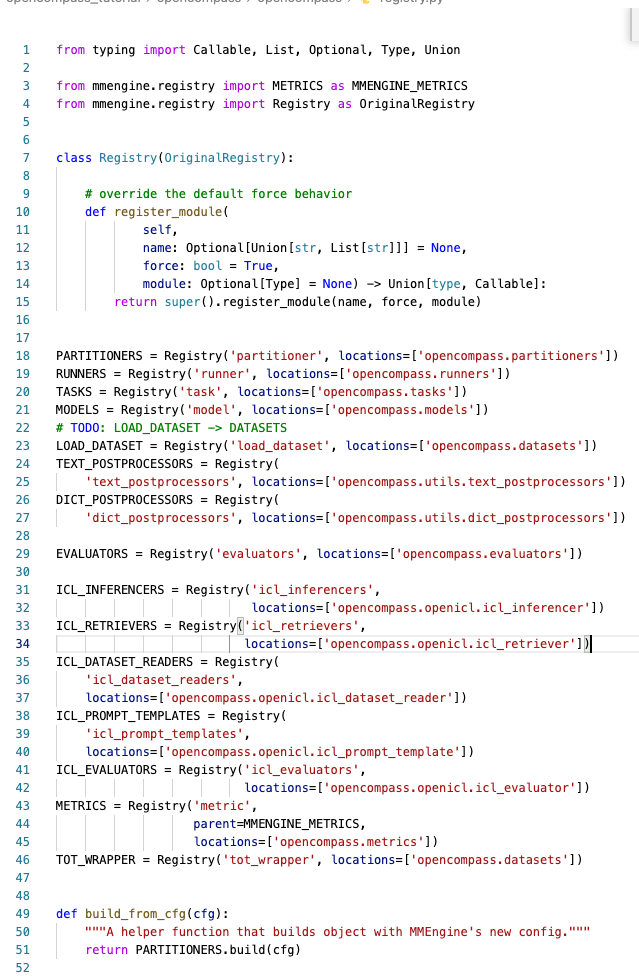 opencompass_tutorial > opencompass > opencompass > registry.py
1 from typing import Callable, List, Optional, Type, Union
2
3 from mmengine.registry import METRICS as MMENGINE_METRICS
4 from mmengine.registry import Registry as OriginalRegistry
5
6
7 class Registry(OriginalRegistry):
8
9     # override the default force behavior
10     def register_module(
11             self,
12             name: Optional[Union[str, List[str]]] = None,
13             force: bool = True,
14             module: Optional[Type] = None) -> Union[type, Callable]:
15         return super().register_module(name, force, module)
16
17
18 PARTITIONERS = Registry('partitioner', locations=['opencompass.partitioners'])
19 RUNNERS = Registry('runner', locations=['opencompass.runners'])
20 TASKS = Registry('task', locations=['opencompass.tasks'])
21 MODELS = Registry('model', locations=['opencompass.models'])
22 # TODO: LOAD_DATASET -> DATASETS
23 LOAD_DATASET = Registry('load_dataset', locations=['opencompass.datasets'])
24 TEXT_POSTPROCESSORS = Registry(
25     'text_postprocessors', locations=['opencompass.utils.text_postprocessors'])
26 DICT_POSTPROCESSORS = Registry(
27     'dict_postprocessors', locations=['opencompass.utils.dict_postprocessors'])
28
29 EVALUATORS = Registry('evaluators', locations=['opencompass.evaluators'])
30
31 ICL_INFERENCERS = Registry('icl_inferencers',
32                            locations=['opencompass.openicl.icl_inferencer'])
33 ICL_RETRIEVERS = Registry('icl_retrievers',
34                           locations=['opencompass.openicl.icl_retriever'])
35 ICL_DATASET_READERS = Registry(
36     'icl_dataset_readers',
37     locations=['opencompass.openicl.icl_dataset_reader'])
38 ICL_PROMPT_TEMPLATES = Registry(
39     'icl_prompt_templates',
40     locations=['opencompass.openicl.icl_prompt_template'])
41 ICL_EVALUATORS = Registry('icl_evaluators',
42                           locations=['opencompass.openicl.icl_evaluator'])
43 METRICS = Registry('metric',
44                    parent=MMENGINE_METRICS,
45                    locations=['opencompass.metrics'])
46 TOT_WRAPPER = Registry('tot_wrapper', locations=['opencompass.datasets'])
47
48
49 def build_from_cfg(cfg):
50     """A helper function that builds object with MMEngine's new config."""
51     return PARTITIONERS.build(cfg)
52